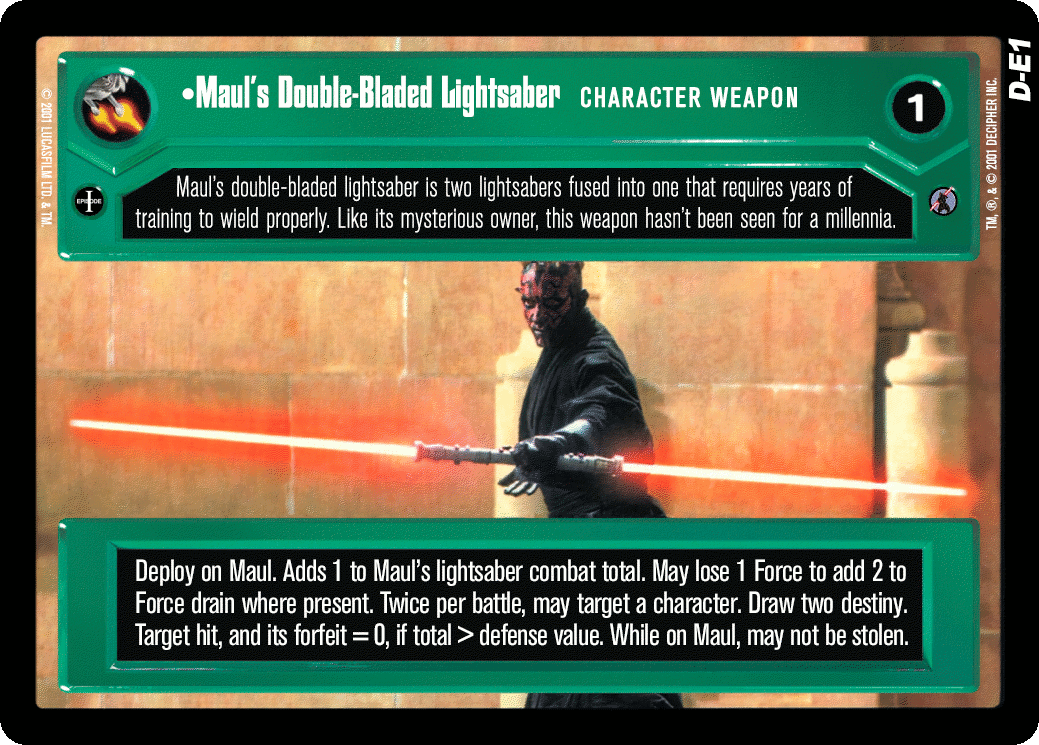 •Maul's Double-Bladed Lightsaber CHARACTER WEAPON
1
D-E1
© 2001 LUCASFILM LTD. & TM.
TM, ®, & © 2001 DECIPHER INC.
EPISODE
I
Maul's double-bladed lightsaber is two lightsabers fused into one that requires years of
training to wield properly. Like its mysterious owner, this weapon hasn't been seen for a millennia.
Deploy on Maul. Adds 1 to Maul's lightsaber combat total. May lose 1 Force to add 2 to
Force drain where present. Twice per battle, may target a character. Draw two destiny.
Target hit, and its forfeit = 0, if total > defense value. While on Maul, may not be stolen.